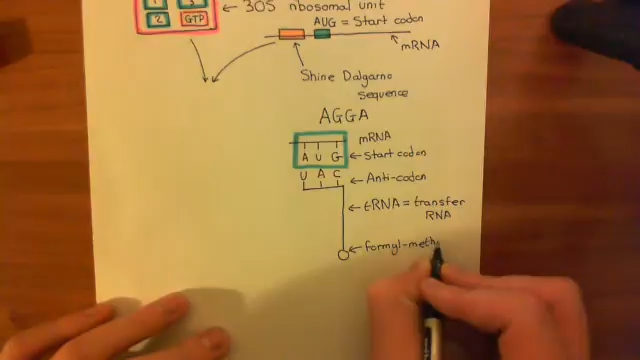 1 3
2 GTP
30S ribosomal unit
AUG = Start codon
mRNA
Shine Dalgarno
sequence
AGGA
mRNA
A U G
Start codon
U A C
Anti-codon
tRNA = transfer
RNA
formyl-meth